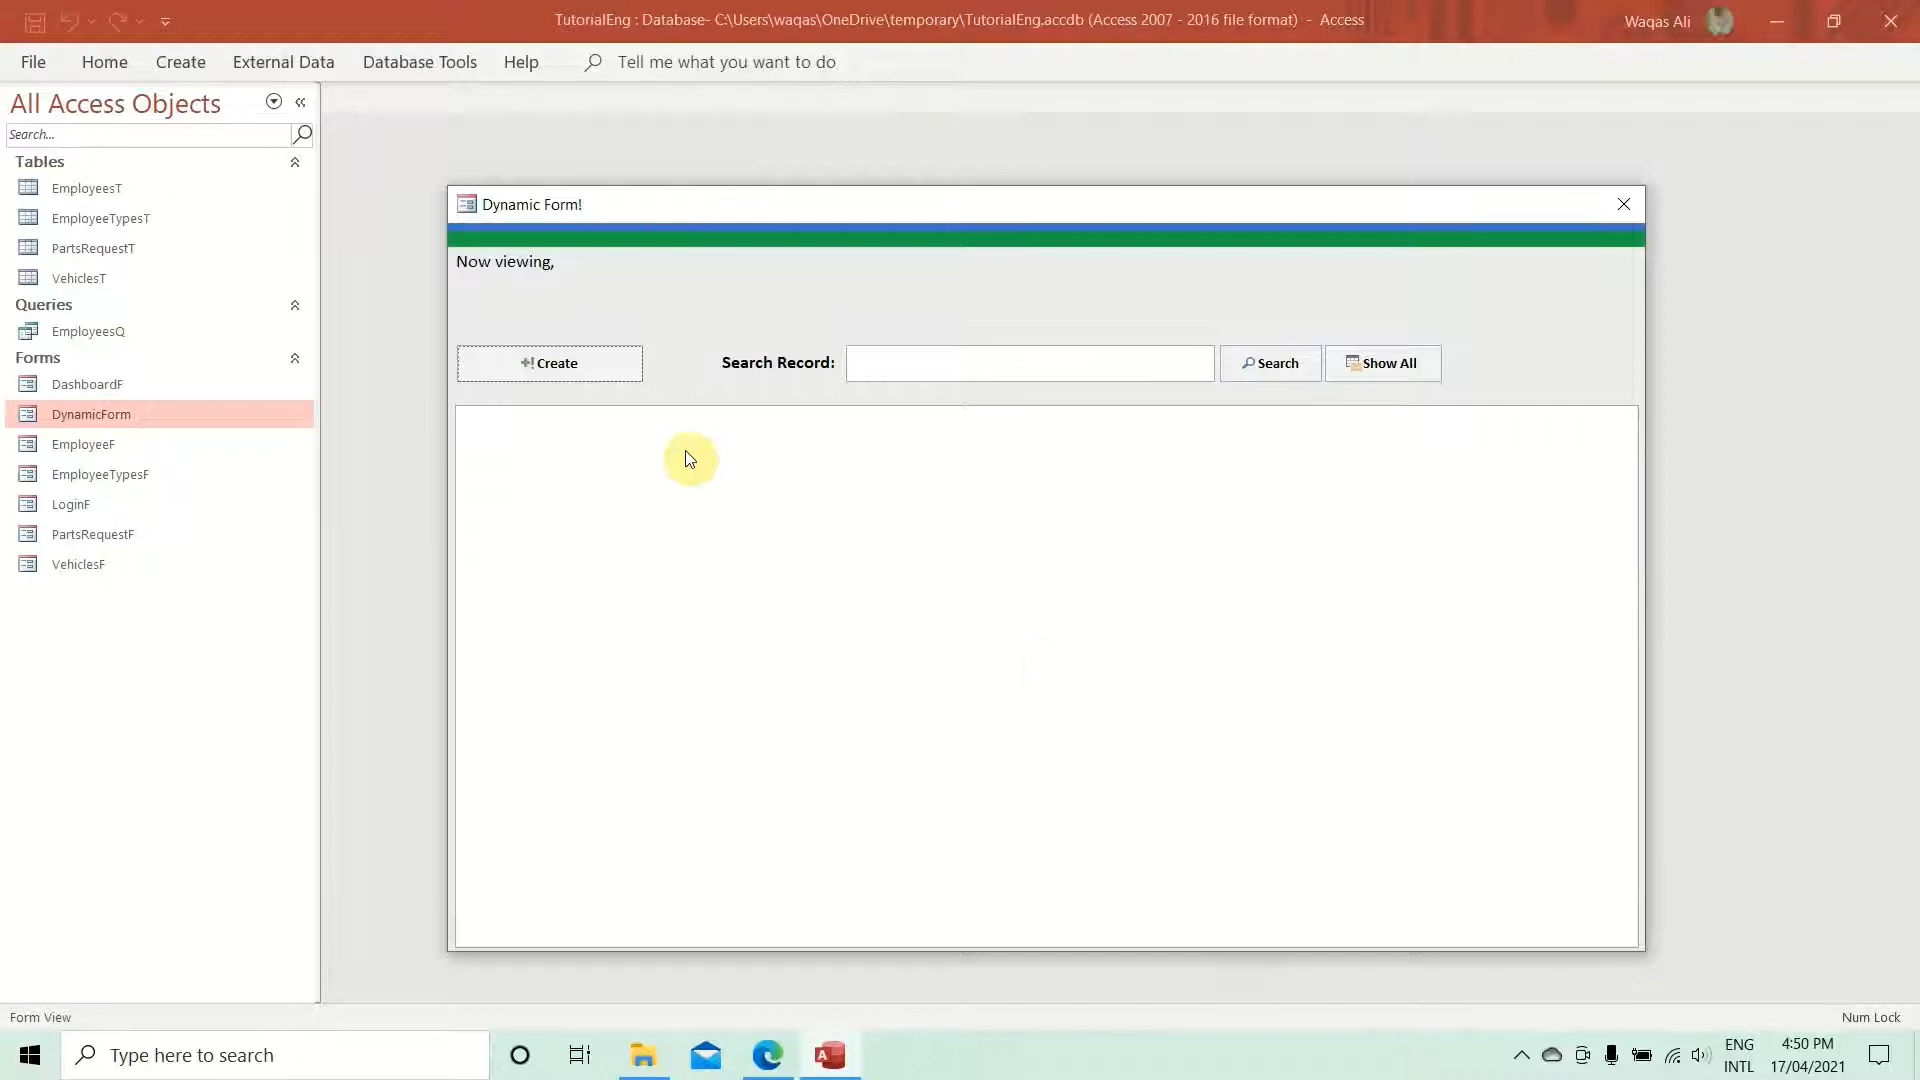 TutorialEng : Database- C:\Users\waqas\OneDrive\temporary\TutorialEng.accdb (Access 2007 - 2016 file format) - Access
Waqas Ali
File Home Create External Data Database Tools Help Tell me what you want to do
All Access Objects
Search...
Tables
EmployeesT
EmployeeTypesT
PartsRequestT
VehiclesT
Queries
EmployeesQ
Forms
DashboardF
DynamicForm
EmployeeF
EmployeeTypesF
LoginF
PartsRequestF
VehiclesF
Dynamic Form!
Now viewing,
Create Search Record: Search Show All
Form View
Num Lock
Type here to search
A
ENG
INTL
4:50 PM
17/04/2021